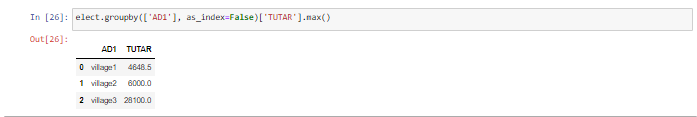 In [26]: elect.groupby(['AD1'], as_index=False)['TUTAR'].max()
Out[26]:
AD1 TUTAR
0 village1 4648.5
1 village2 6000.0
2 village3 28100.0